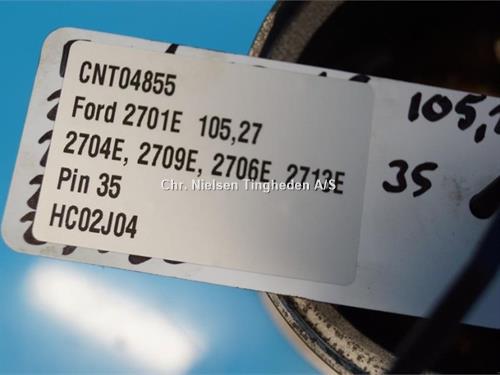 CNT04855
Ford 2701E 105,27
2704E, 2709E, 2706E, 2713E
Pin 35
HC02J04
Chr. Nielsen Tingheden A/S
105,
35